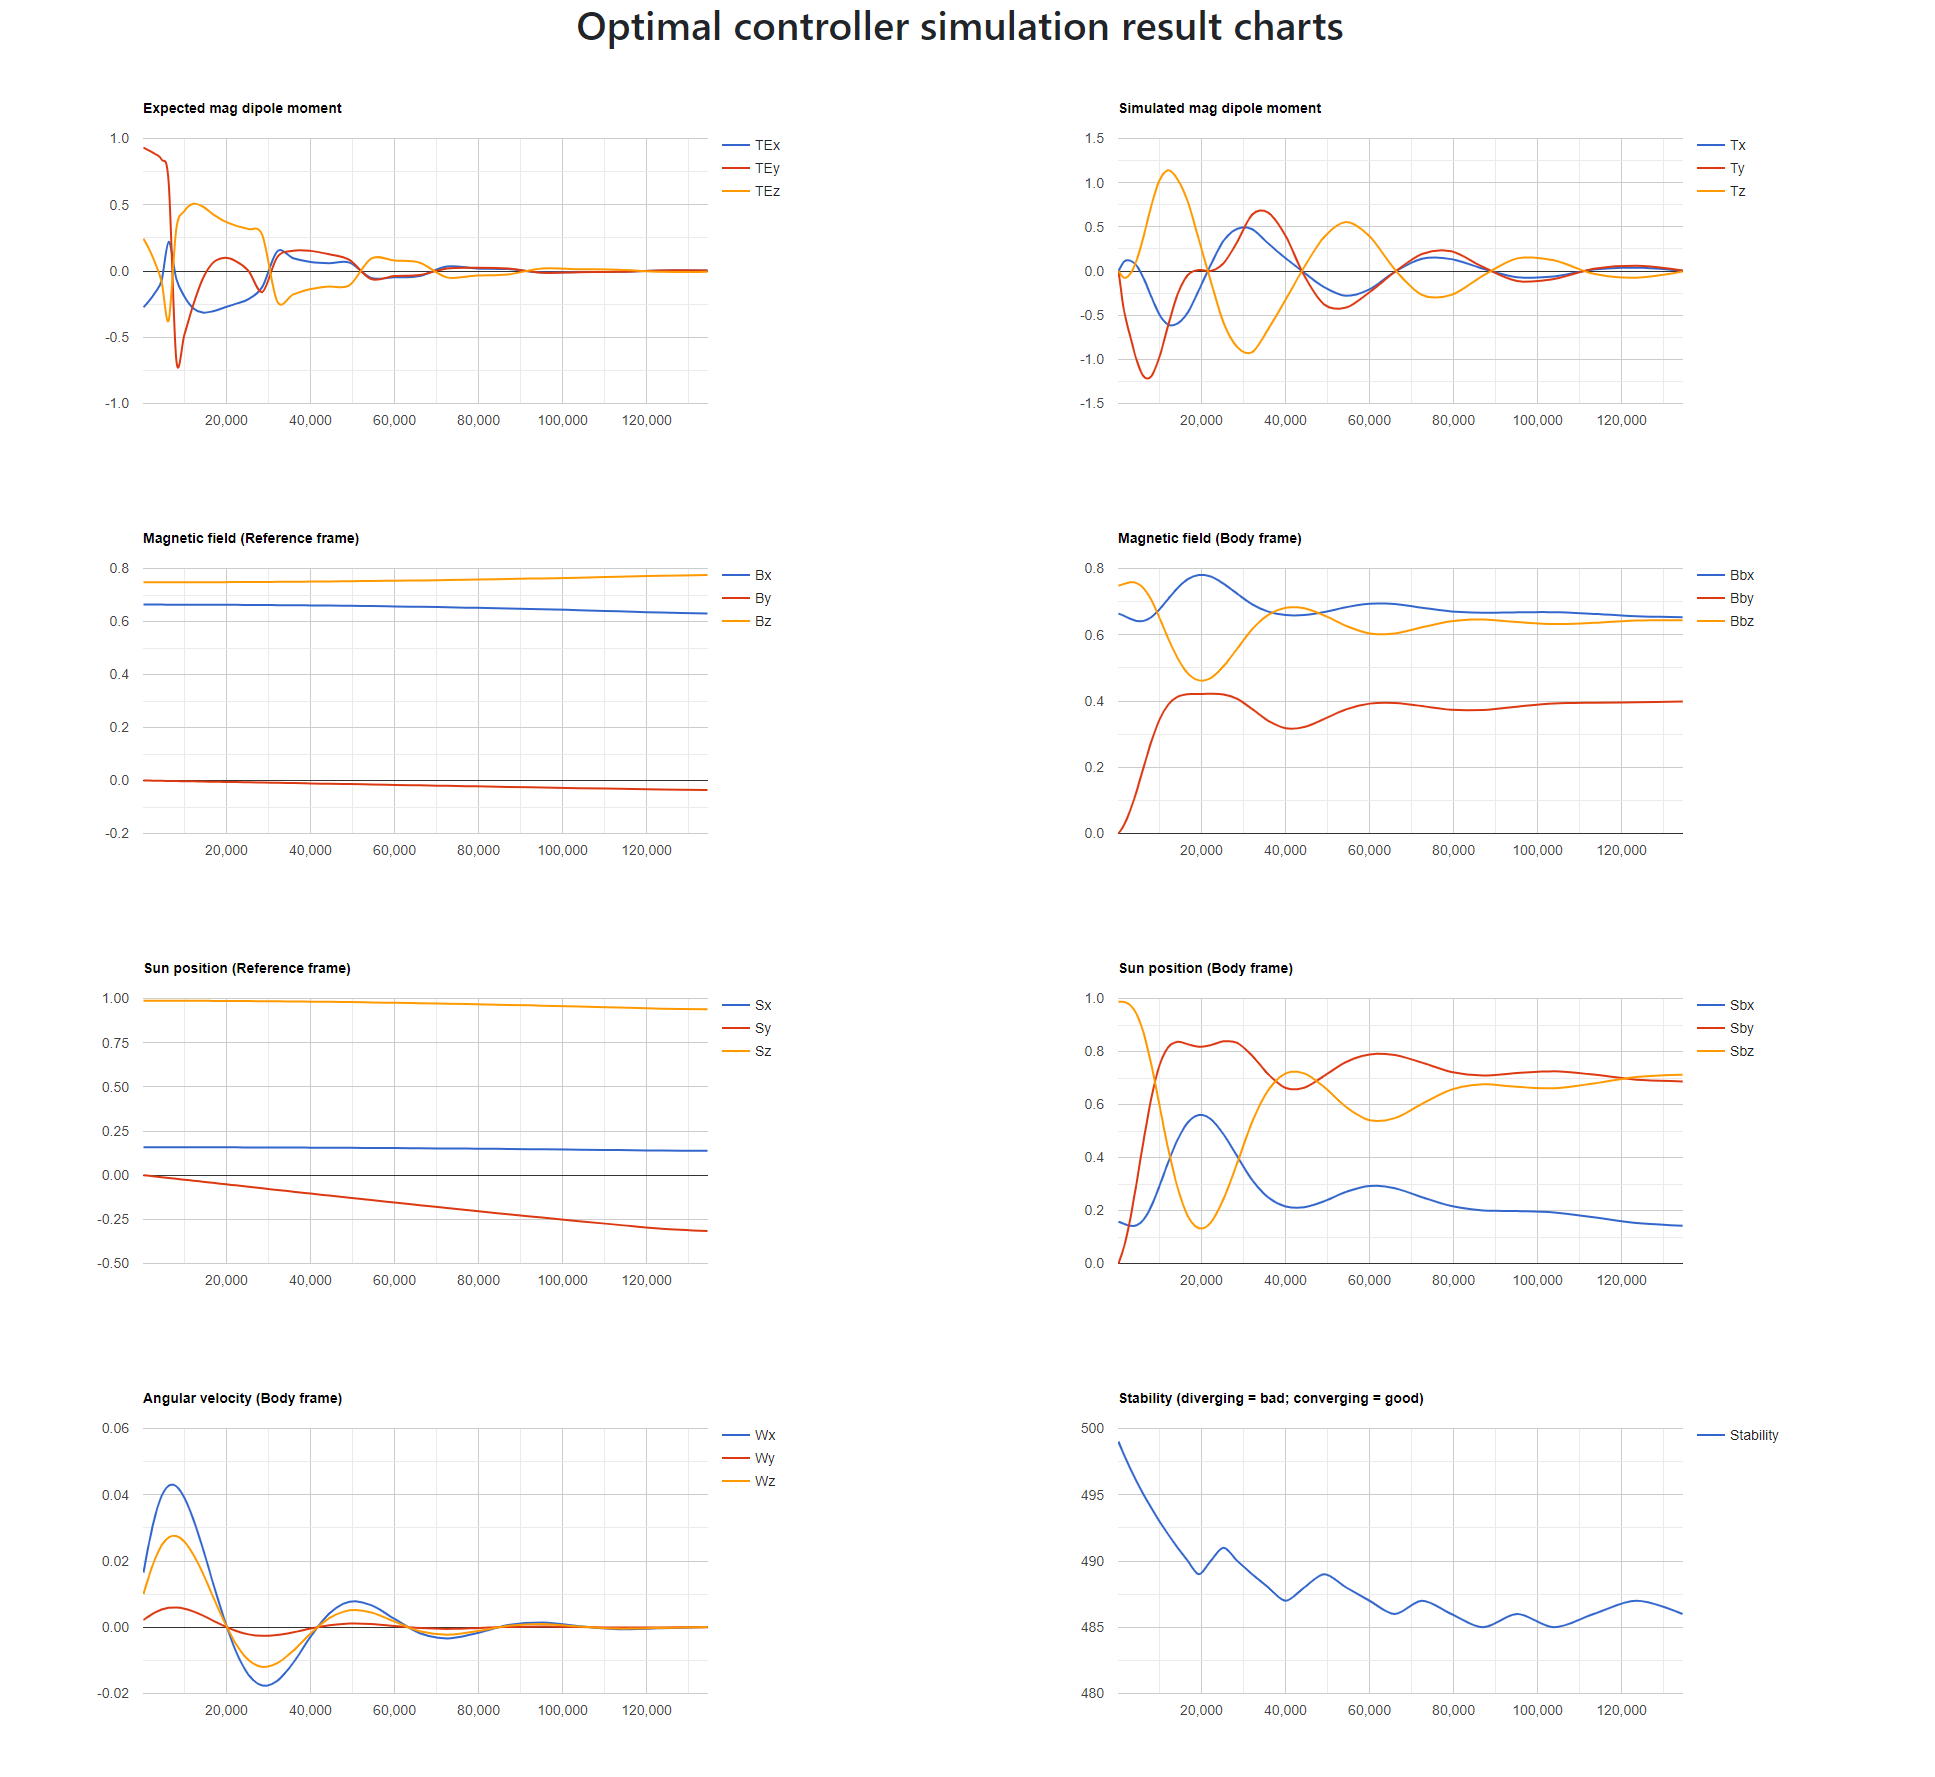 Optimal controller simulation result charts
Expected mag dipole moment
1.0
0.5
0.0
-0.5
-1.0
20,000 40,000 60,000 80,000 100,000 120,000
TEx
TEy
TEz
Simulated mag dipole moment
1.5
1.0
0.5
0.0
-0.5
-1.0
-1.5
20,000 40,000 60,000 80,000 100,000 120,000
Tx
Ty
Tz
Magnetic field (Reference frame)
0.8
0.6
0.4
0.2
0.0
-0.2
20,000 40,000 60,000 80,000 100,000 120,000
Bx
By
Bz
Magnetic field (Body frame)
0.8
0.6
0.4
0.2
0.0
20,000 40,000 60,000 80,000 100,000 120,000
Bbx
Bby
Bbz
Sun position (Reference frame)
1.00
0.75
0.50
0.25
0.00
-0.25
-0.50
20,000 40,000 60,000 80,000 100,000 120,000
Sx
Sy
Sz
Sun position (Body frame)
1.0
0.8
0.6
0.4
0.2
0.0
20,000 40,000 60,000 80,000 100,000 120,000
Sbx
Sby
Sbz
Angular velocity (Body frame)
0.06
0.04
0.02
0.00
-0.02
20,000 40,000 60,000 80,000 100,000 120,000
Wx
Wy
Wz
Stability (diverging = bad; converging = good)
500
495
490
485
480
20,000 40,000 60,000 80,000 100,000 120,000
Stability